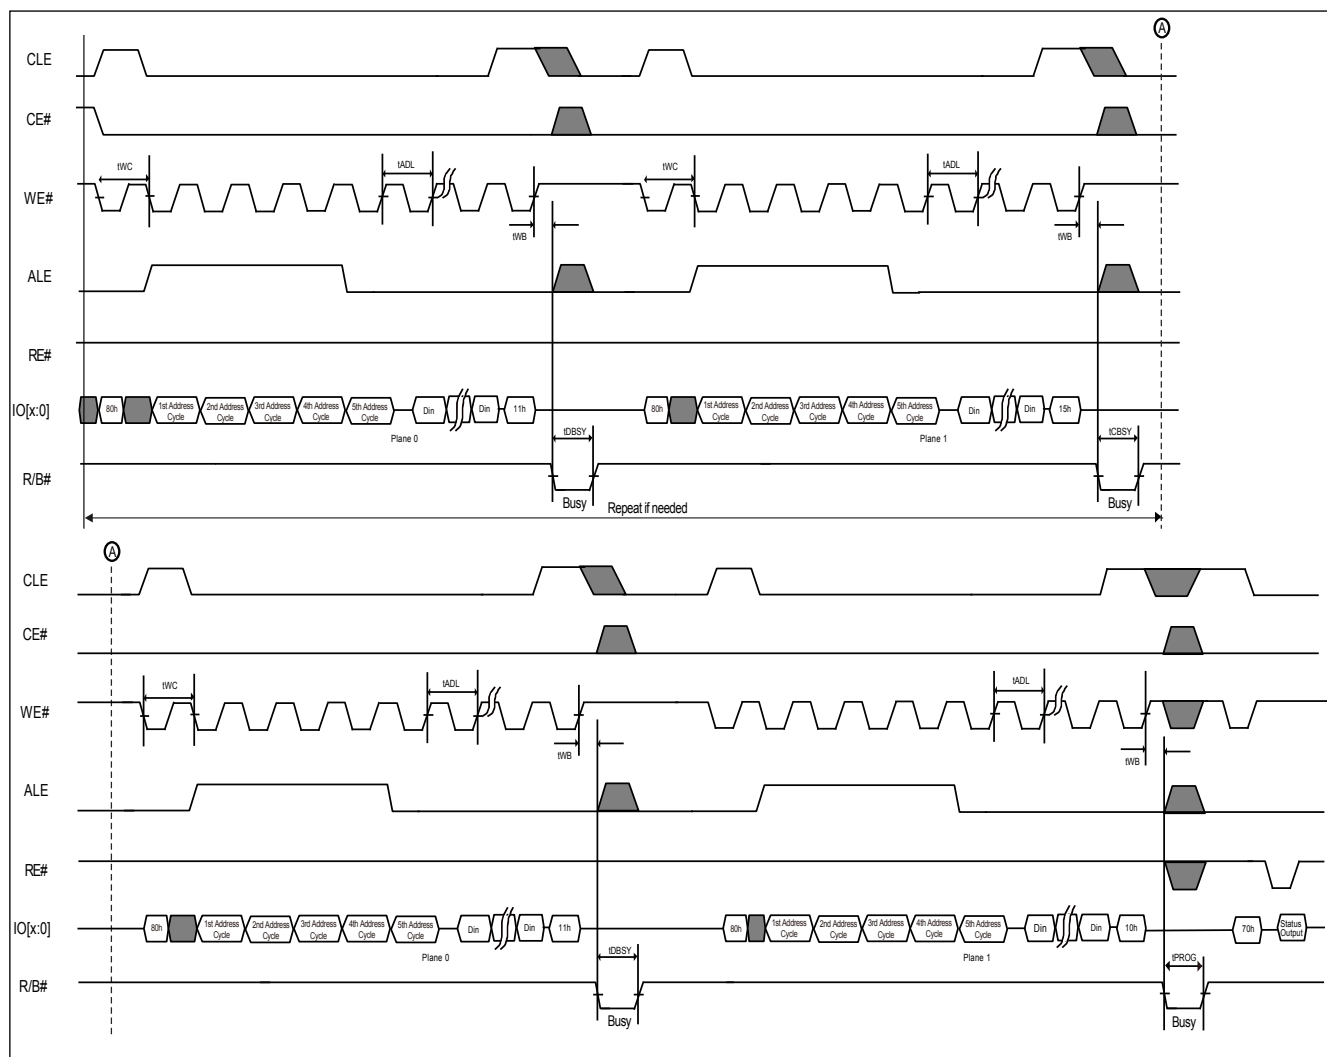 A
CLE
CE#
tWC
tADL
tWC
tADL
WE#
tWB
tWB
ALE
RE#
IO[x:0]
80h
1st Address Cycle
2nd Address Cycle
3rd Address Cycle
4th Address Cycle
5th Address Cycle
Din
Din
11h
80h
1st Address Cycle
2nd Address Cycle
3rd Address Cycle
4th Address Cycle
5th Address Cycle
Din
Din
15h
Plane 0
tDBSY
Plane 1
tCBSY
R/B#
Busy
Busy
Repeat if needed
A
CLE
CE#
tWC
tADL
tADL
WE#
tWB
tWB
ALE
RE#
IO[x:0]
80h
1st Address Cycle
2nd Address Cycle
3rd Address Cycle
4th Address Cycle
5th Address Cycle
Din
Din
11h
80h
1st Address Cycle
2nd Address Cycle
3rd Address Cycle
4th Address Cycle
5th Address Cycle
Din
Din
10h
70h
Status Output
Plane 0
tDBSY
Plane 1
tPROG
R/B#
Busy
Busy